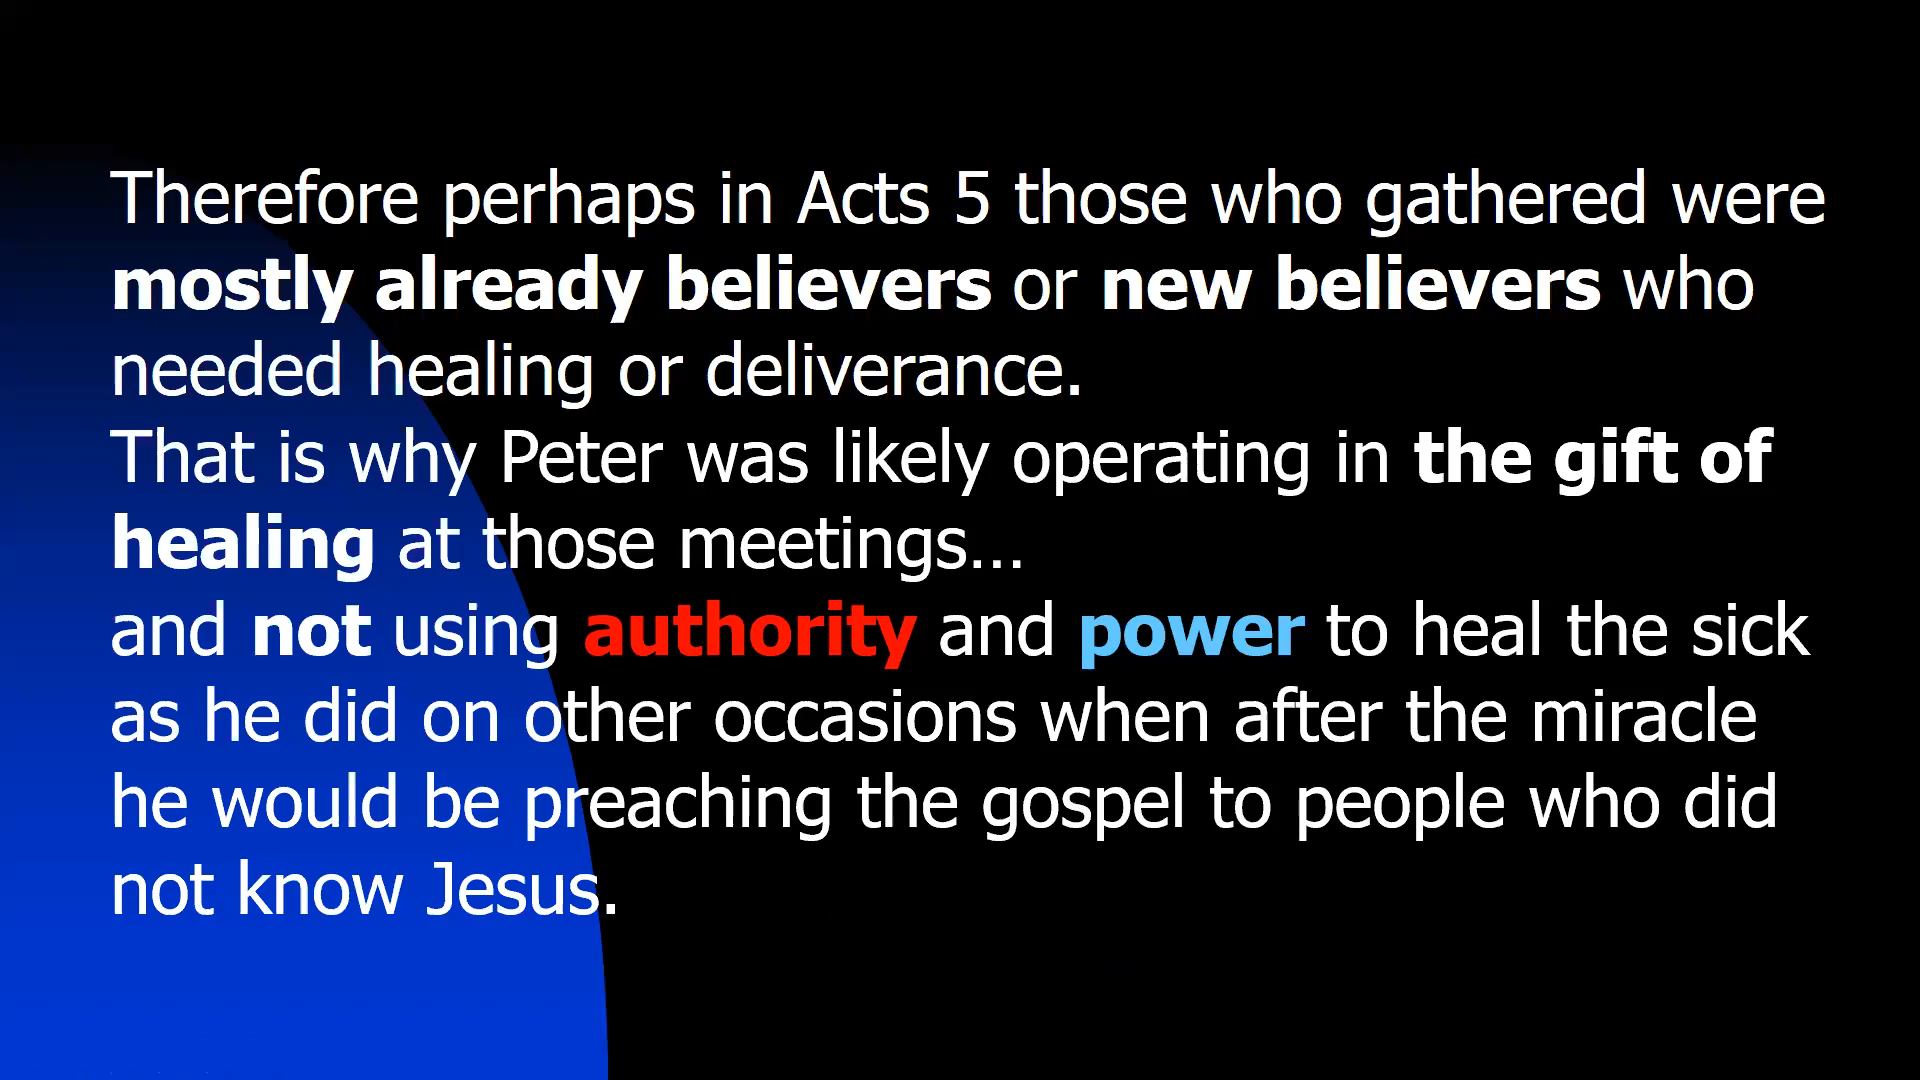 Therefore perhaps in Acts 5 those who gathered were
mostly already believers or new believers who
needed healing or deliverance.
That is why Peter was likely operating in the gift of
healing at those meetings…
and not using authority and power to heal the sick
as he did on other occasions when after the miracle
he would be preaching the gospel to people who did
not know Jesus.